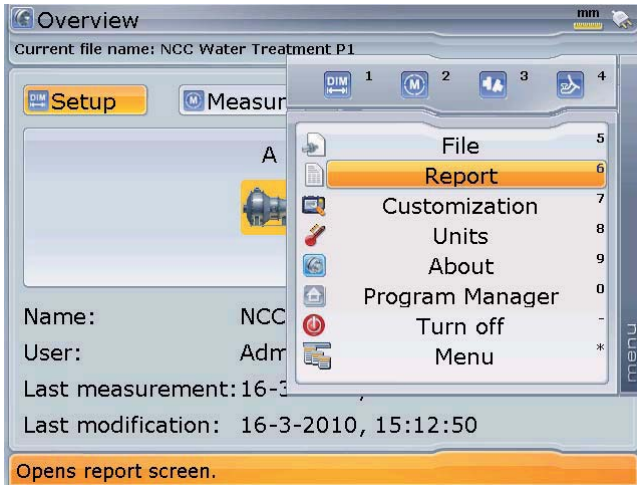 Overview
mm
Current file name: NCC Water Treatment P1
DIM 1 M 2 3 4
Setup
Measur
A
File 5
Report 6
Customization 7
Units 8
About 9
Program Manager 0
Turn off -
Menu *
menu
Name: NCC
User: Adm
Last measurement: 16-3
Last modification: 16-3-2010, 15:12:50
Opens report screen.